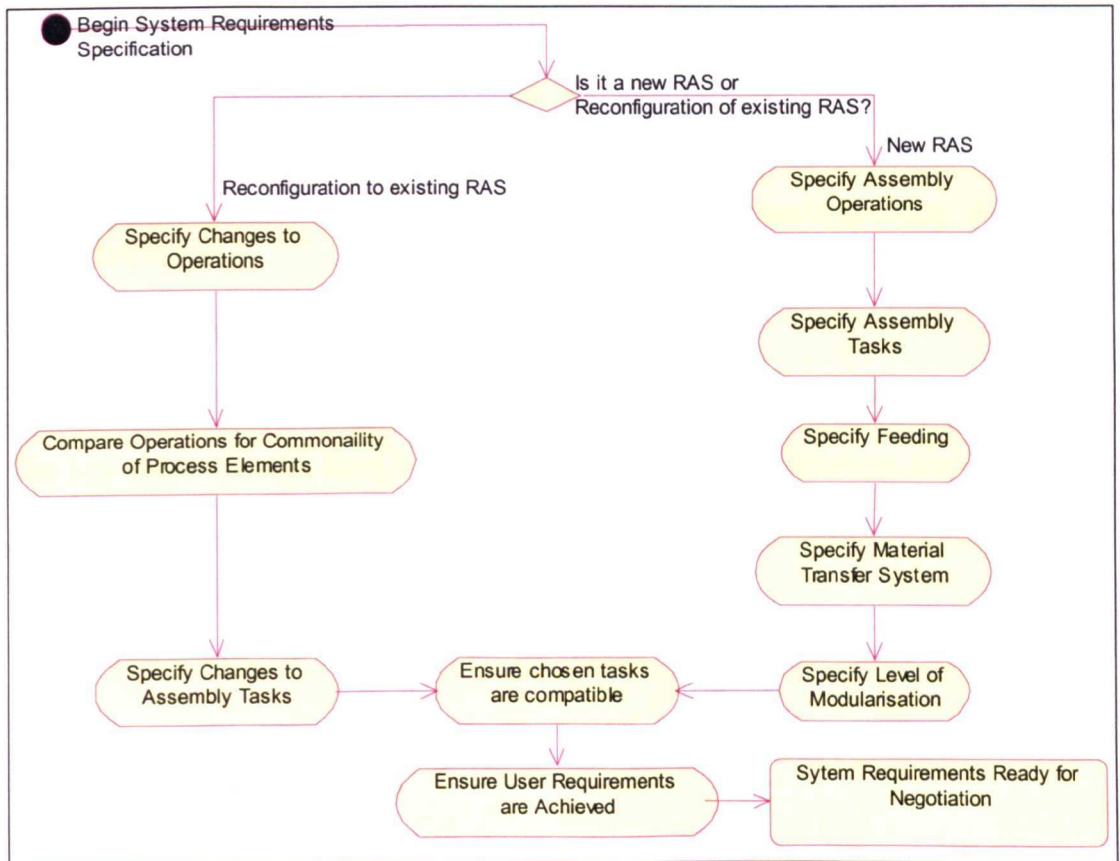 Begin System Requirements
Specification
Is it a new RAS or
Reconfiguration of existing RAS?
New RAS
Reconfiguration to existing RAS
Specify Assembly
Operations
Specify Changes to
Operations
Specify Assembly
Tasks
Compare Operations for Commonaility
of Process Elements
Specify Feeding
Specify Material
Transfer System
Specify Changes to
Assembly Tasks
Ensure chosen tasks
are compatible
Specify Level of
Modularisation
Ensure User Requirements
are Achieved
Sytem Requirements Ready for
Negotiation